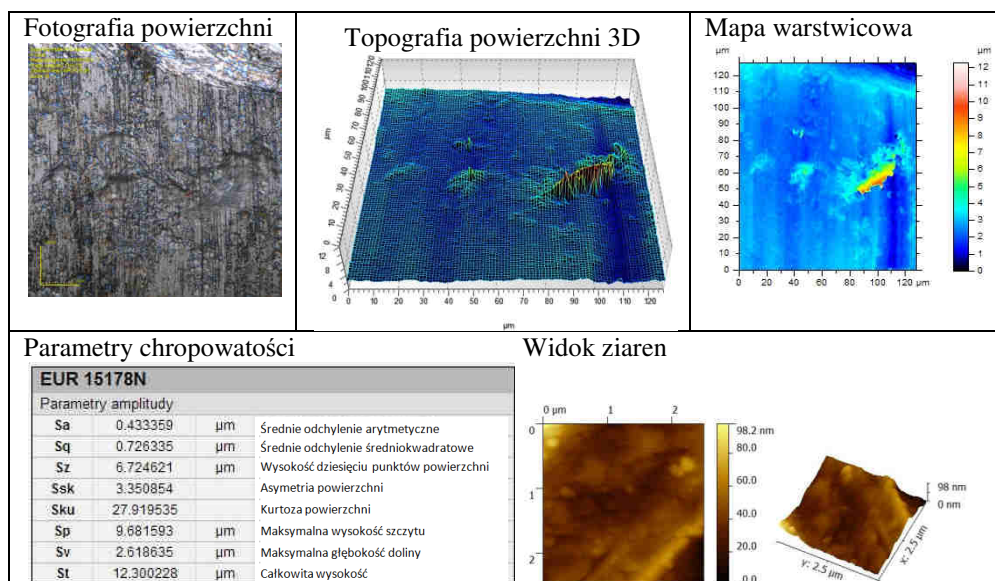 Fotografia powierzchni
Topografia powierzchni 3D
Mapa warstwicowa
µm
130
120
110
100
90
80
70
60
50
40
30
20
10
0
0 20 40 60 80 100 120 µm
µm
12
11
10
9
8
7
6
5
4
3
2
1
0
µm
0 10 20 30 40 50 60 70 80 90 100 110 120
µm
Parametry chropowatości
Widok ziaren
EUR 15178N
Parametry amplitudy
Sa 0.433359 µm Średnie odchylenie arytmetyczne
Sq 0.726335 µm Średnie odchylenie średniokwadratowe
Sz 6.724621 µm Wysokość dziesięciu punktów powierzchni
Ssk 3.350854 Asymetria powierzchni
Sku 27.919535 Kurtoza powierzchni
Sp 9.681593 µm Maksymalna wysokość szczytu
Sv 2.618635 µm Maksymalna głębokość doliny
St 12.300228 µm Całkowita wysokość
0 µm 1 2
0
1
2
98.2 nm
80.0
60.0
40.0
20.0
0.0
98 nm
0 nm
y: 2.5 µm
x: 2.5 µm